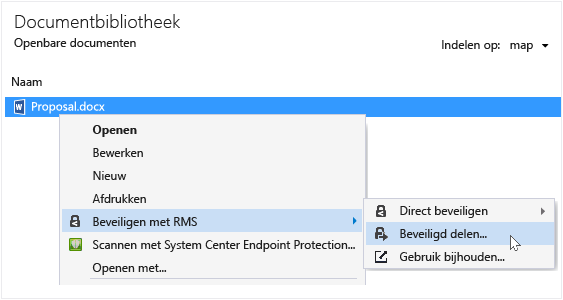 Documentbibliotheek
Openbare documenten
Indelen op: map
Naam
Proposal.docx
Openen
Bewerken
Nieuw
Afdrukken
Beveiligen met RMS
Direct beveiligen
Beveiligd delen...
Scannen met System Center Endpoint Protection...
Gebruik bijhouden...
Openen met...